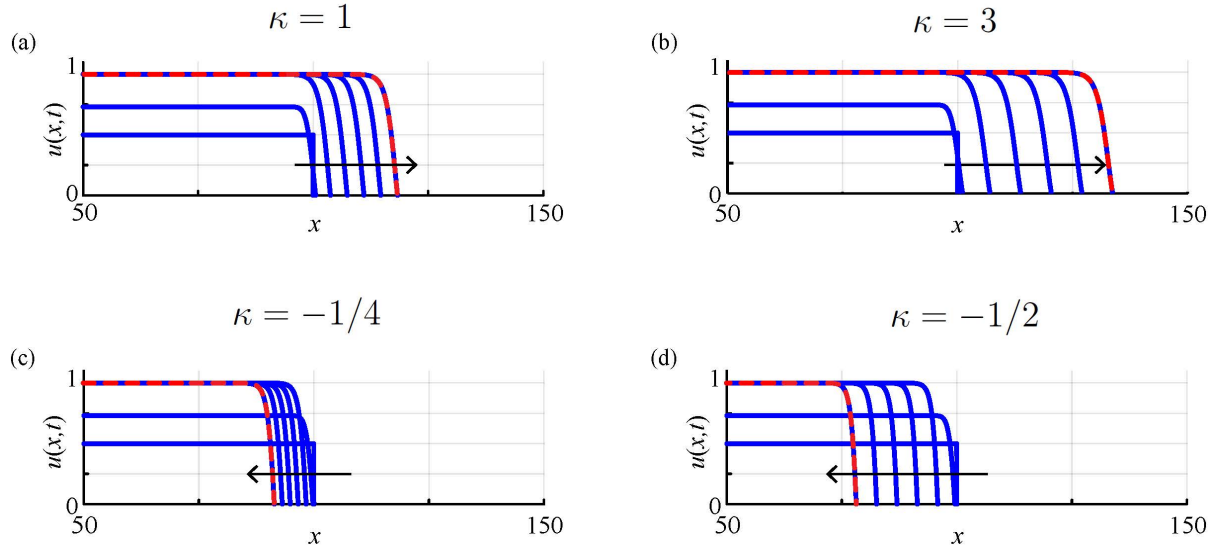 κ = 1
κ = 3
(a)
(b)
1
u(x,t)
0
50
x
150
1
u(x,t)
0
50
x
150
κ = −1/4
κ = −1/2
(c)
(d)
1
u(x,t)
0
50
x
150
1
u(x,t)
0
50
x
150